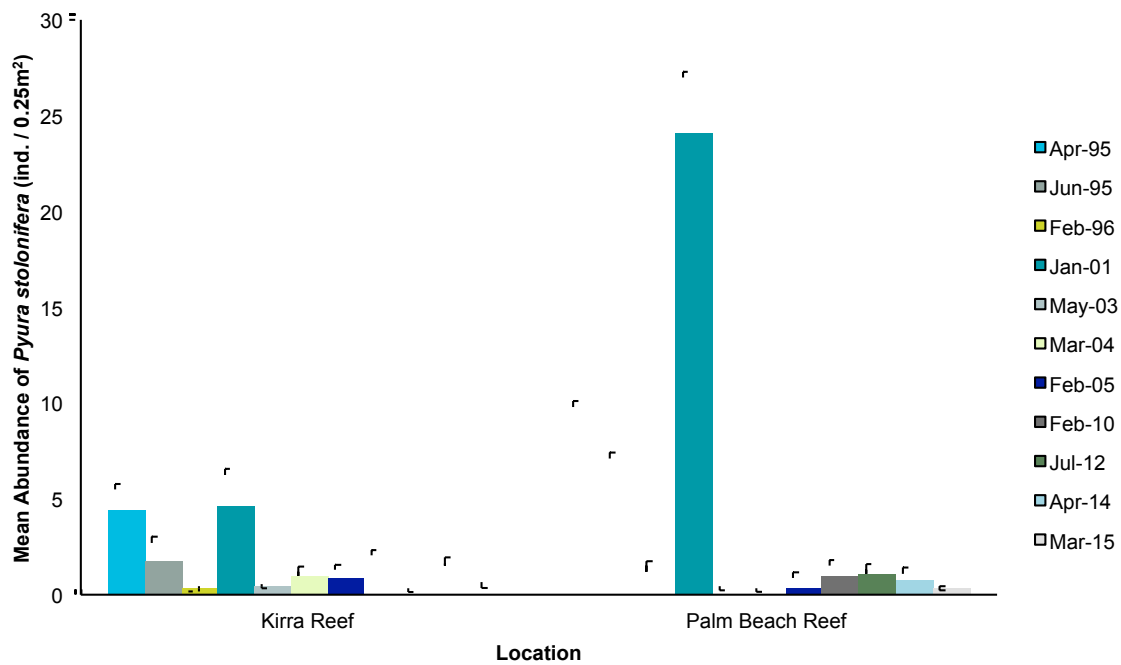 Mean Abundance of Pyura stolonifera (ind. / 0.25m²)
30
25
20
15
10
5
0
Kirra Reef
Palm Beach Reef
Location
Apr-95
Jun-95
Feb-96
Jan-01
May-03
Mar-04
Feb-05
Feb-10
Jul-12
Apr-14
Mar-15